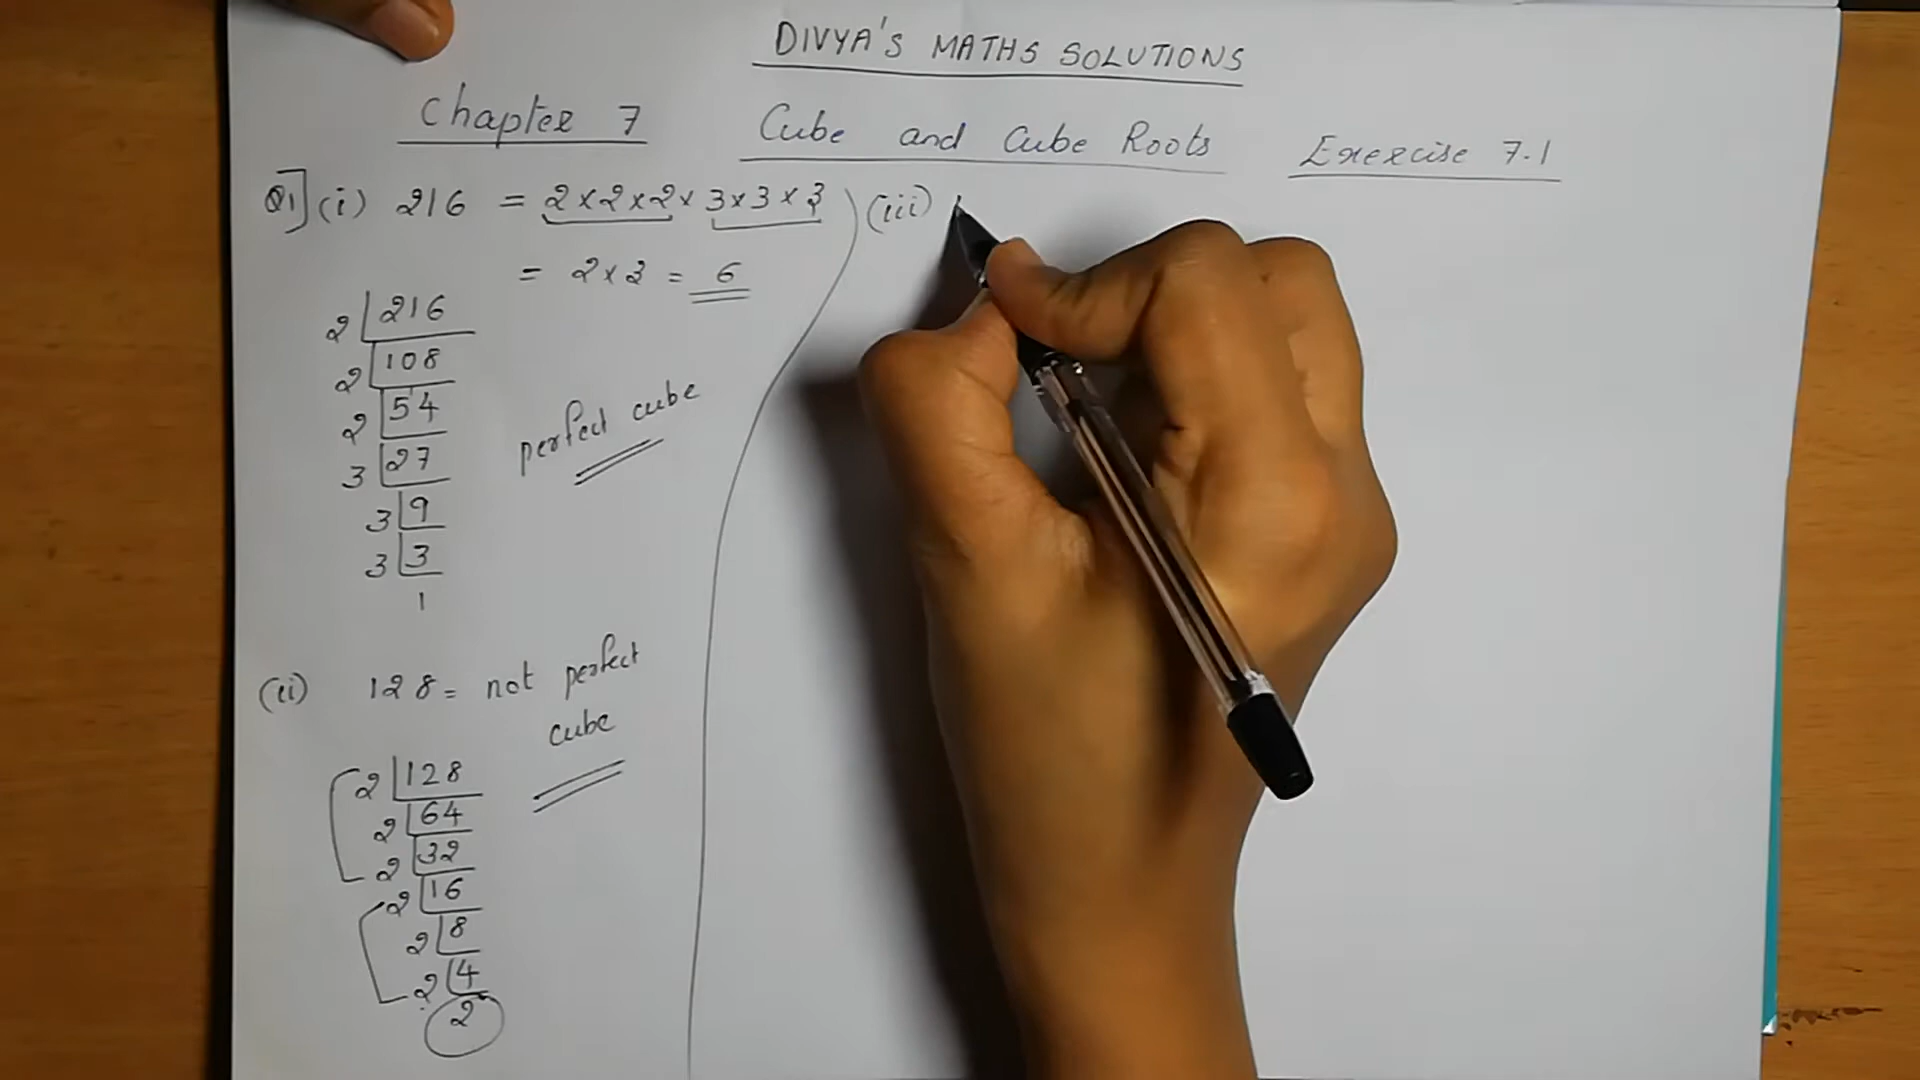 DIVYA'S MATHS SOLUTIONS
Chapter 7 Cube and Cube Roots Exercise 7.1
Q1] (i) 216 = 2×2×2×3×3×3
= 2×3 = 6
2 | 216
2 | 108
2 | 54
3 | 27
3 | 9
3 | 3
1
perfect cube
(ii) 128 = not perfect
cube
2 | 128
2 | 64
2 | 32
2 | 16
2 | 8
2 | 4
2
(iii)